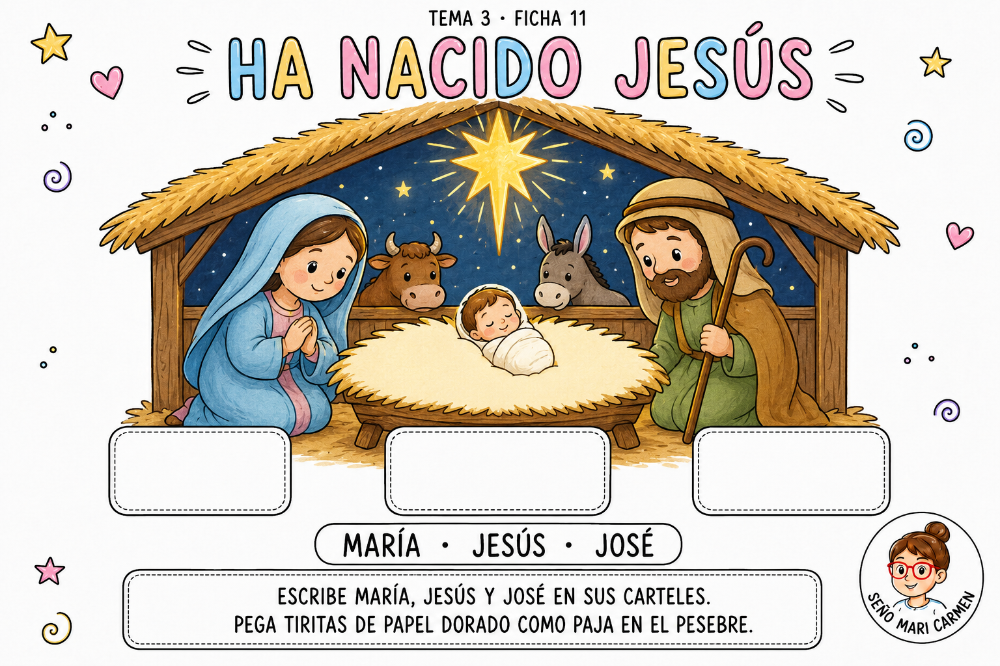 TEMA 3 · FICHA 11
HA NACIDO JESÚS
MARÍA · JESÚS · JOSÉ
ESCRIBE MARÍA, JESÚS Y JOSÉ EN SUS CARTELES.
PEGA TIRITAS DE PAPEL DORADO COMO PAJA EN EL PESEBRE.
SEÑO MARI CARMEN